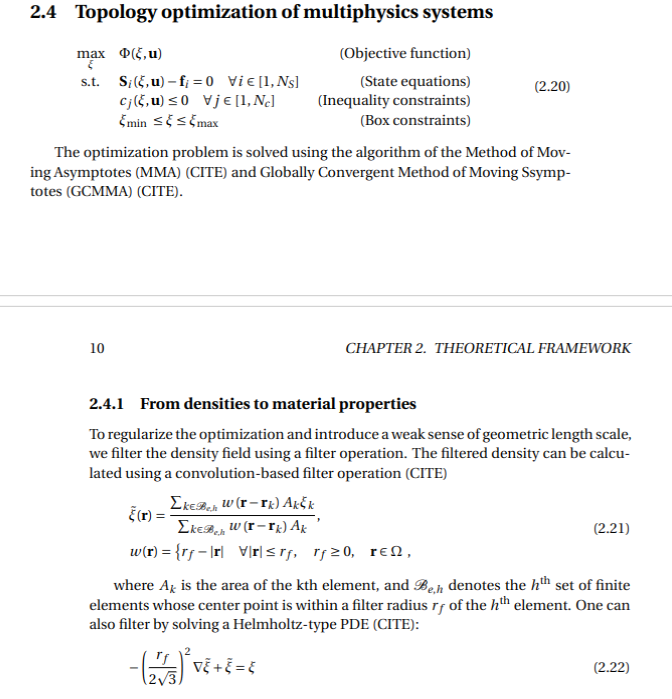 2.4 Topology optimization of multiphysics systems
max Φ(ξ,u) (Objective function)
ξ
s.t. S_i(ξ,u) − f_i = 0 ∀i ∈ [1, N_S] (State equations)
(2.20)
c_j(ξ,u) ≤ 0 ∀j ∈ [1, N_c] (Inequality constraints)
ξ_min ≤ ξ ≤ ξ_max (Box constraints)
The optimization problem is solved using the algorithm of the Method of Mov-
ing Asymptotes (MMA) (CITE) and Globally Convergent Method of Moving Ssymp-
totes (GCMMA) (CITE).
10 CHAPTER 2. THEORETICAL FRAMEWORK
2.4.1 From densities to material properties
To regularize the optimization and introduce a weak sense of geometric length scale,
we filter the density field using a filter operation. The filtered density can be calcu-
lated using a convolution-based filter operation (CITE)
ξ̃(r) = ∑_{k∈ℬ_{e,h}} w(r − r_k) A_k ξ_k / ∑_{k∈ℬ_{e,h}} w(r − r_k) A_k ,
(2.21)
w(r) = {r_f − |r| ∀|r| ≤ r_f, r_f ≥ 0, r ∈ Ω ,
where A_k is the area of the kth element, and ℬ_{e,h} denotes the h^th set of finite
elements whose center point is within a filter radius r_f of the h^th element. One can
also filter by solving a Helmholtz-type PDE (CITE):
−(r_f / 2√3)² ∇ξ̃ + ξ̃ = ξ (2.22)